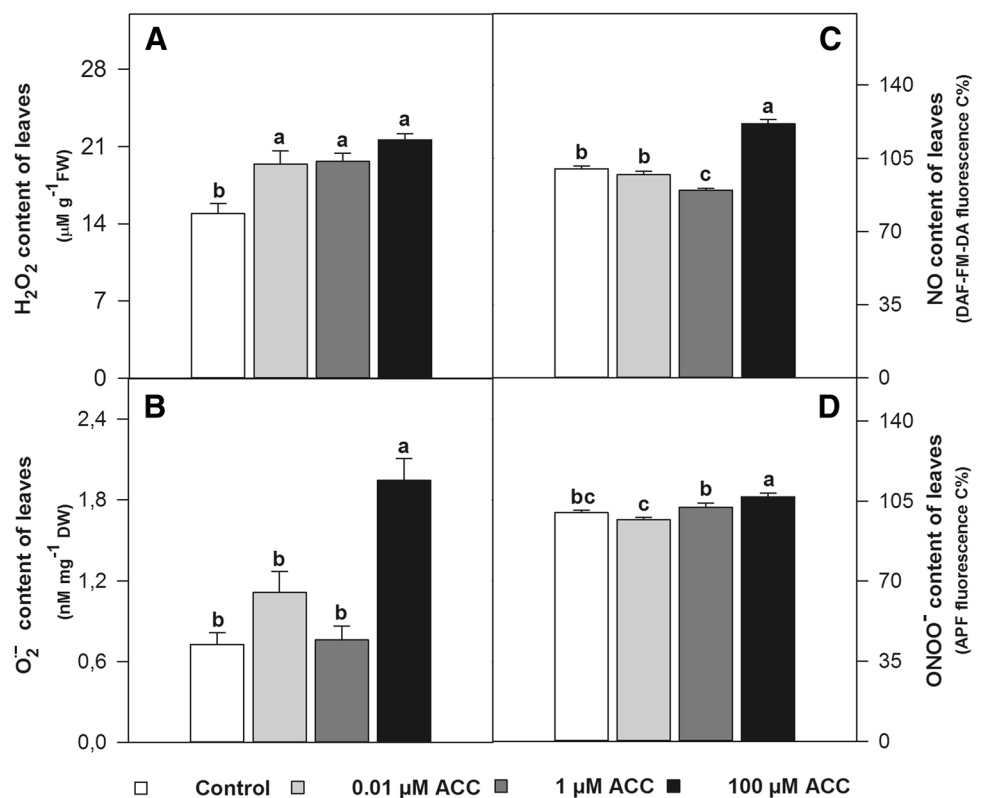 A
H₂O₂ content of leaves
(µM g⁻¹FW)
28
21
14
7
0
b
a
a
a
C
NO content of leaves
(DAF-FM-DA fluorescence C%)
140
105
70
35
0
b
b
c
a
B
O₂·⁻ content of leaves
(nM mg⁻¹ DW)
2,4
1,8
1,2
0,6
0,0
b
b
b
a
D
ONOO⁻ content of leaves
(APF fluorescence C%)
140
105
70
35
0
bc
c
b
a
Control 0.01 µM ACC 1 µM ACC 100 µM ACC